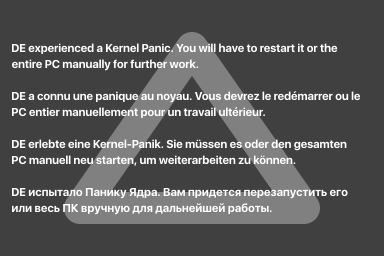 DE experienced a Kernel Panic. You will have to restart it or the
entire PC manually for further work.
DE a connu une panique au noyau. Vous devrez le redémarrer ou le
PC entier manuellement pour un travail ultérieur.
DE erlebte eine Kernel-Panik. Sie müssen es oder den gesamten
PC manuell neu starten, um weiterarbeiten zu können.
DE испытало Панику Ядра. Вам придется перезапустить его
или весь ПК вручную для дальнейшей работы.